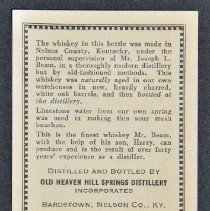 The whiskey in this bottle was made in
Nelson County, Kentucky, under the
personal supervision of Mr. Joseph L.
Beam, in a thoroughly modern distillery
but by old-fashioned methods. This
whiskey was naturally aged in our own
warehouses in new, heavily charred,
white oak barrels, and then bottled at
the distillery.
Limestone water from our own spring
was used in making this sour mash
bourbon.
This is the finest whiskey Mr. Beam,
with the help of his son, Harry, can
produce and is the result of over forty
years' experience as a distiller.
DISTILLED AND BOTTLED BY
OLD HEAVEN HILL SPRINGS DISTILLERY
INCORPORATED
BARDSTOWN, NELSON CO., KY.